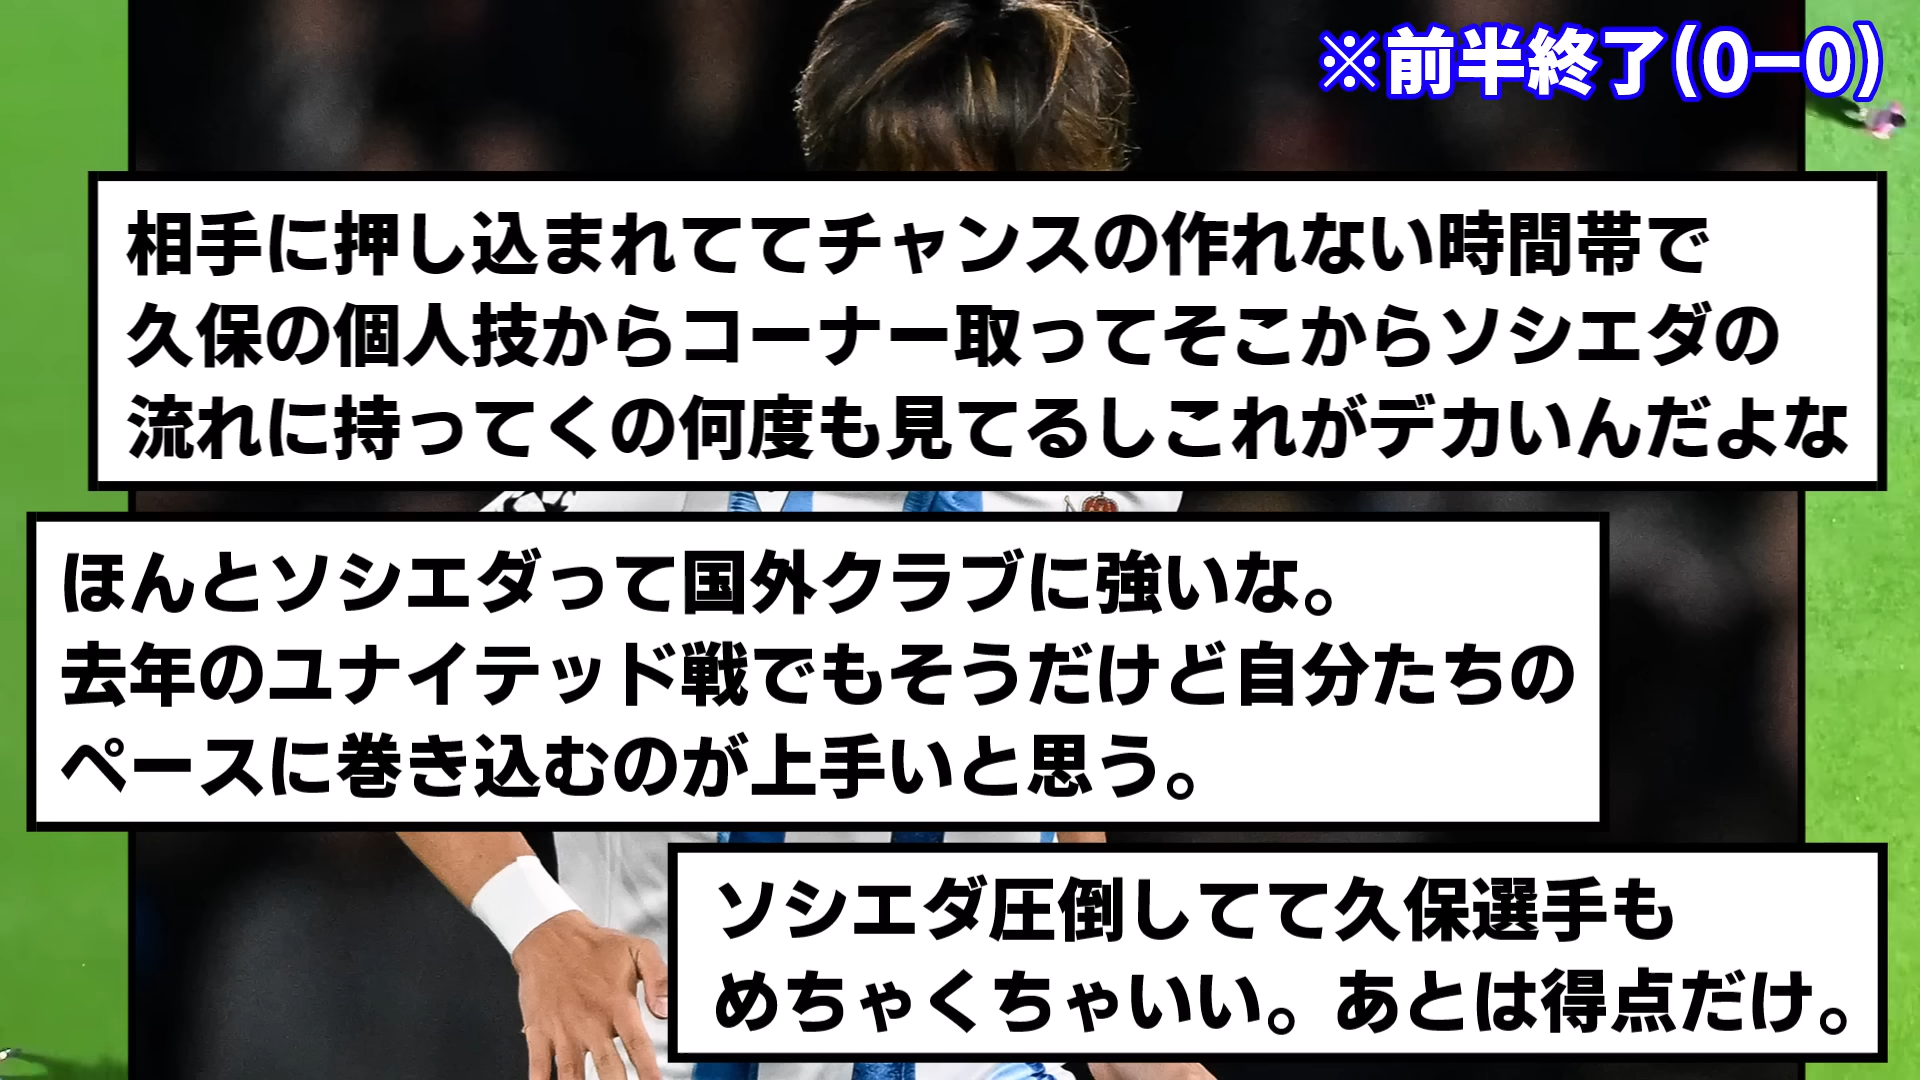 ※前半終了(0−0)
相手に押し込まれててチャンスの作れない時間帯で
久保の個人技からコーナー取ってそこからソシエダの
流れに持ってくの何度も見てるしこれがデカいんだよな
ほんとソシエダって国外クラブに強いな。
去年のユナイテッド戦でもそうだけど自分たちの
ペースに巻き込むのが上手いと思う。
ソシエダ圧倒してて久保選手も
めちゃくちゃいい。あとは得点だけ。